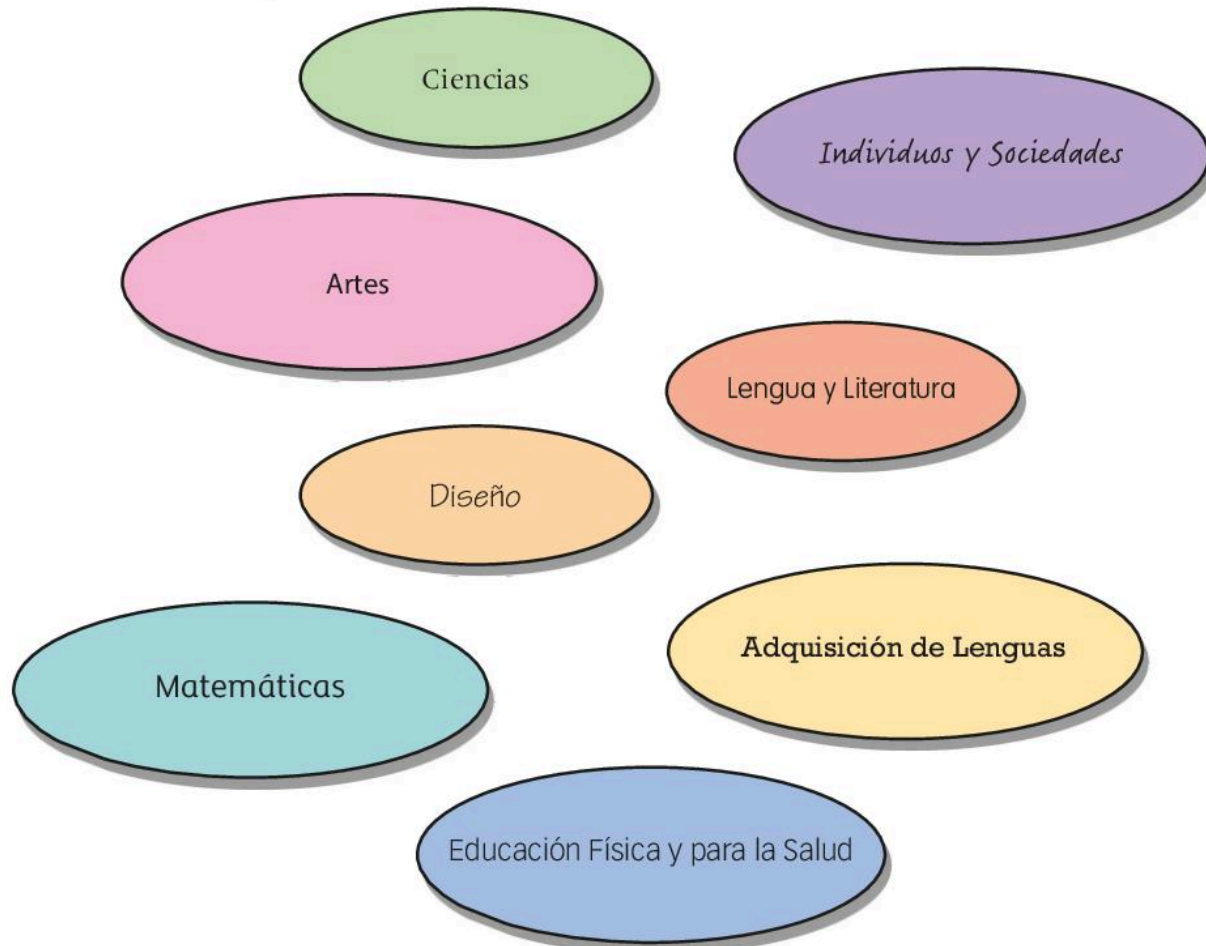 Ciencias
Individuos y Sociedades
Artes
Lengua y Literatura
Diseño
Adquisición de Lenguas
Matemáticas
Educación Física y para la Salud